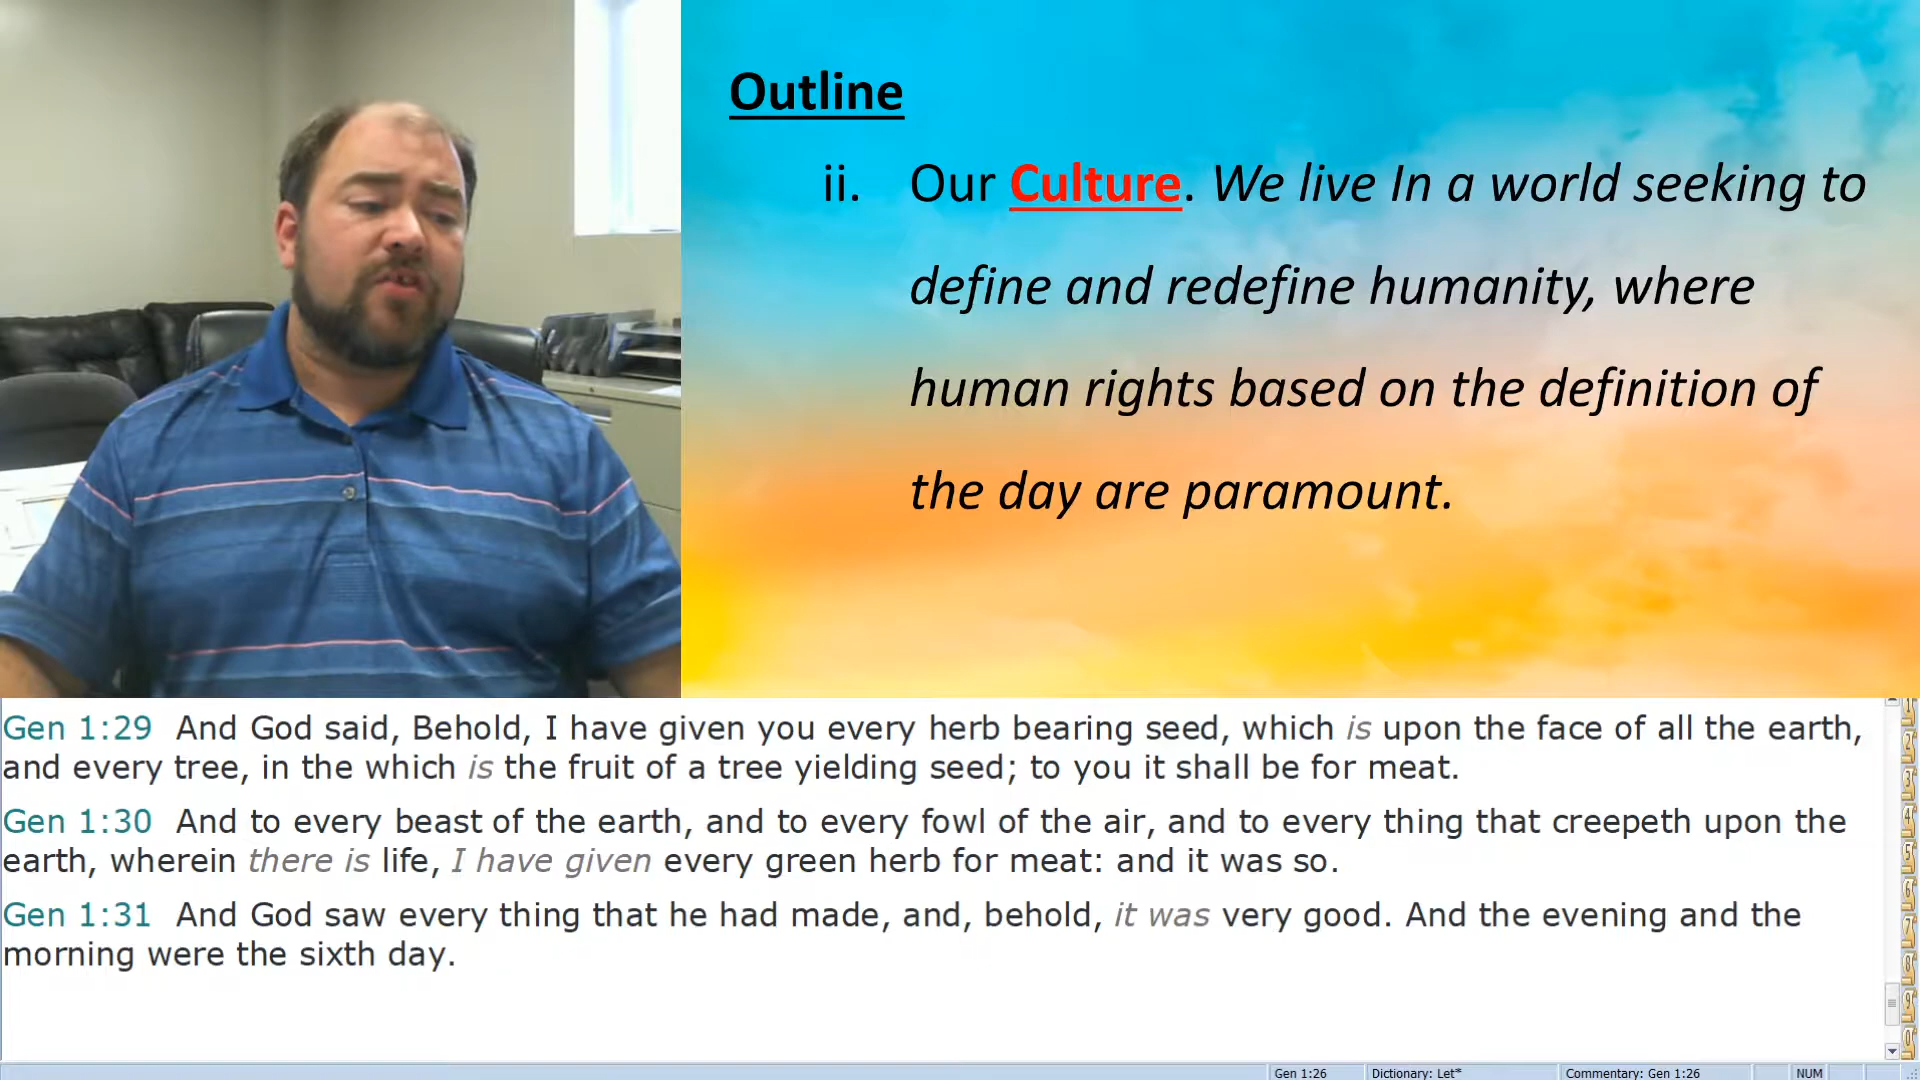 Outline
ii. Our Culture. We live In a world seeking to
define and redefine humanity, where
human rights based on the definition of
the day are paramount.
Gen 1:29 And God said, Behold, I have given you every herb bearing seed, which is upon the face of all the earth,
and every tree, in the which is the fruit of a tree yielding seed; to you it shall be for meat.
Gen 1:30 And to every beast of the earth, and to every fowl of the air, and to every thing that creepeth upon the
earth, wherein there is life, I have given every green herb for meat: and it was so.
Gen 1:31 And God saw every thing that he had made, and, behold, it was very good. And the evening and the
morning were the sixth day.
Gen 1:26 Dictionary: Let* Commentary: Gen 1:26 NUM